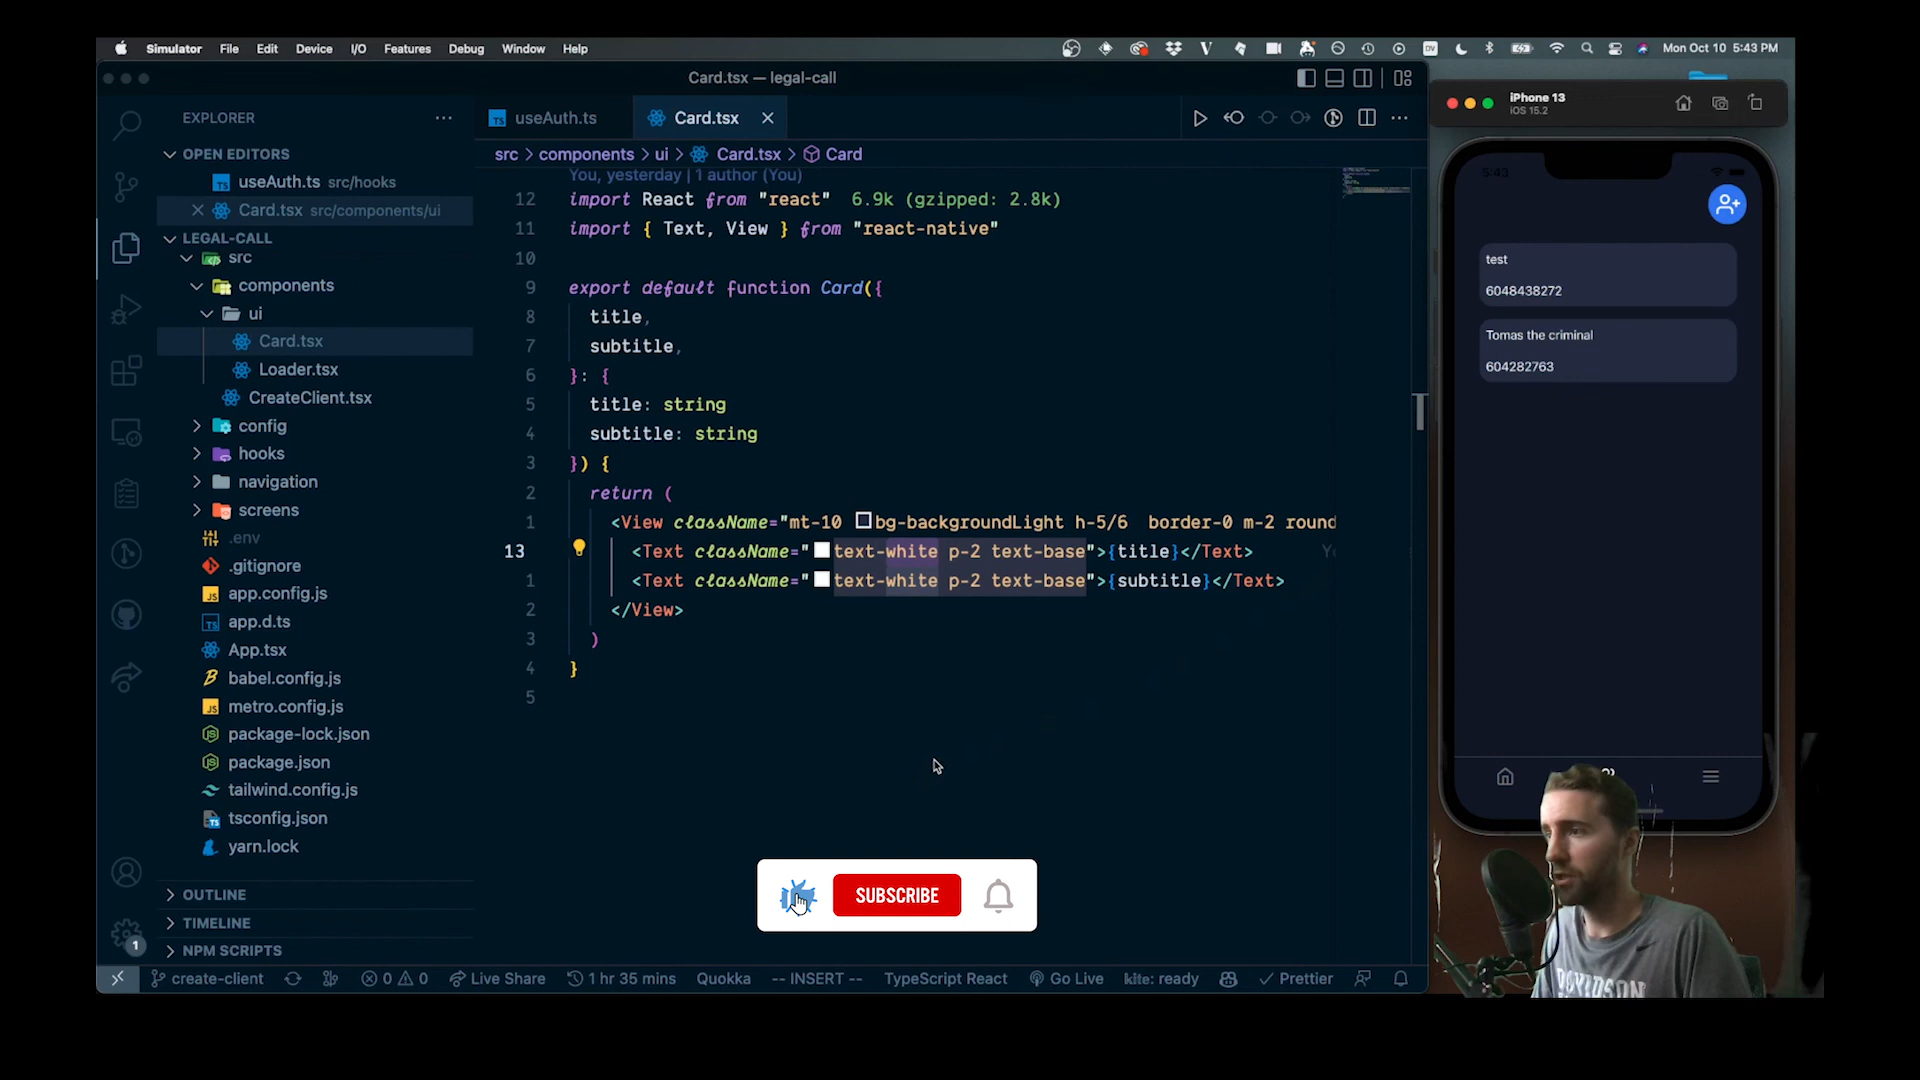 Simulator File Edit Device I/O Features Debug Window Help
Mon Oct 10 5:43 PM
Card.tsx — legal-call
EXPLORER
OPEN EDITORS
useAuth.ts src/hooks
Card.tsx src/components/ui
LEGAL-CALL
src
components
ui
Card.tsx
Loader.tsx
CreateClient.tsx
config
hooks
navigation
screens
.env
.gitignore
app.config.js
app.d.ts
App.tsx
babel.config.js
metro.config.js
package-lock.json
package.json
tailwind.config.js
tsconfig.json
yarn.lock
OUTLINE
TIMELINE
NPM SCRIPTS
useAuth.ts
Card.tsx
src > components > ui > Card.tsx > Card
You, yesterday | 1 author (You)
12 import React from "react" 6.9k (gzipped: 2.8k)
11 import { Text, View } from "react-native"
10
9 export default function Card({
8 title,
7 subtitle,
6 }: {
5 title: string
4 subtitle: string
3 }) {
2 return (
1 <View className="mt-10 bg-backgroundLight h-5/6 border-0 m-2 round
13 <Text className="text-white p-2 text-base">{title}</Text>
1 <Text className="text-white p-2 text-base">{subtitle}</Text>
2 </View>
3 )
4 }
5
SUBSCRIBE
1
create-client 0 0 Live Share 1 hr 35 mins Quokka -- INSERT -- TypeScript React Go Live kite: ready Prettier
iPhone 13
iOS 15.2
5:43
test
6048438272
Tomas the criminal
604282763